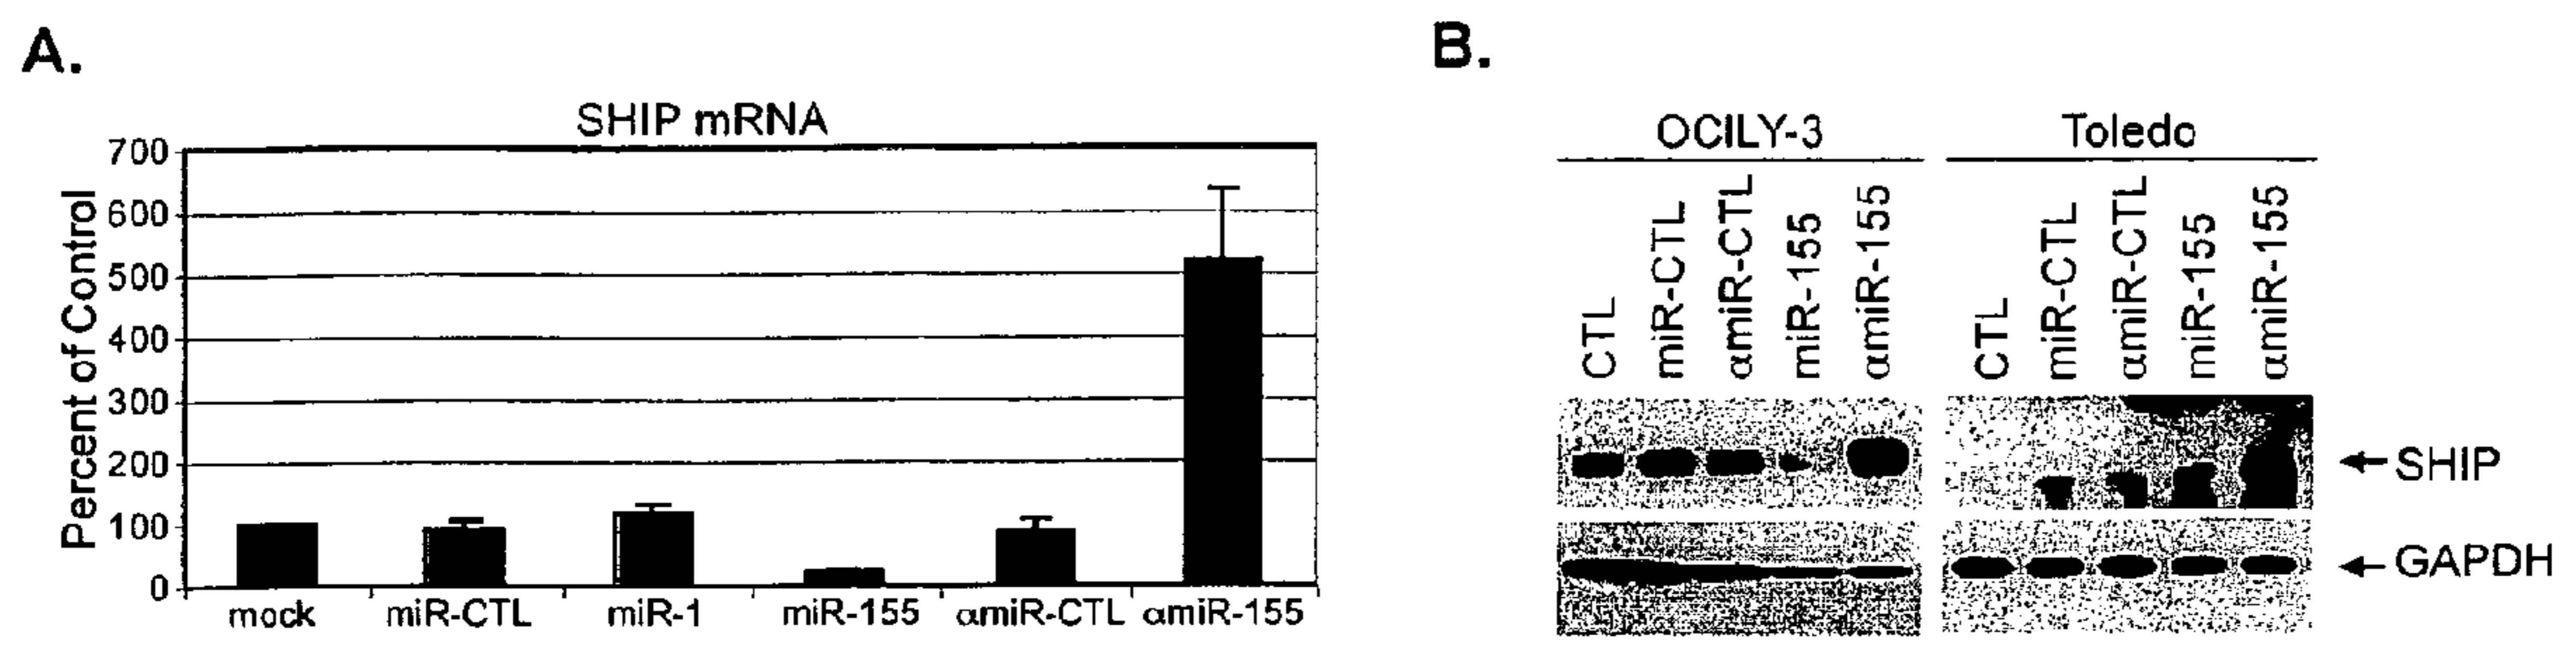 A.
SHIP mRNA
Percent of Control
700
600
500
400
300
200
100
0
mock miR-CTL miR-1 miR-155 αmiR-CTL αmiR-155
B.
OCILY-3 Toledo
CTL miR-CTL αmiR-CTL miR-155 αmiR-155 CTL miR-CTL αmiR-CTL miR-155 αmiR-155
SHIP
GAPDH